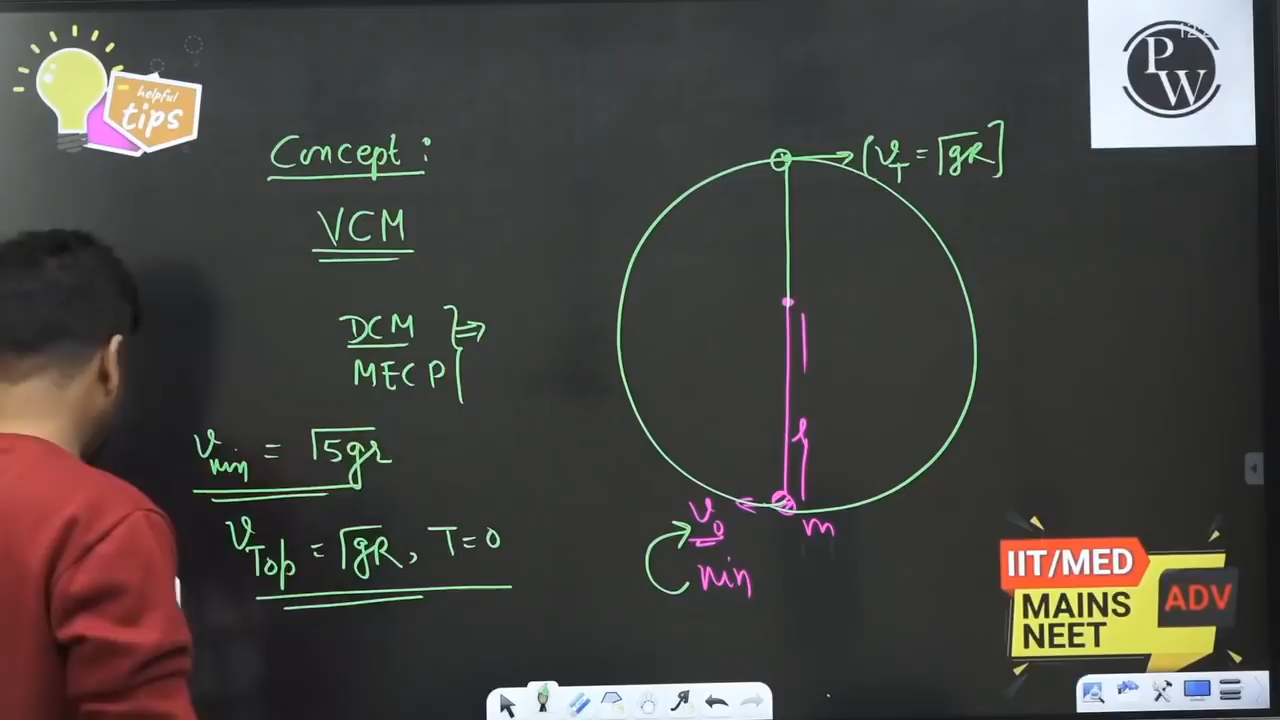 helpful
tips
Concept:
VCM
DCM } ⇒
MECP
v_min = √5gr
v_Top = √gR, T=0
[v_T = √gR]
l
v_0
m
min
PW
IIT/MED
MAINS
NEET
ADV